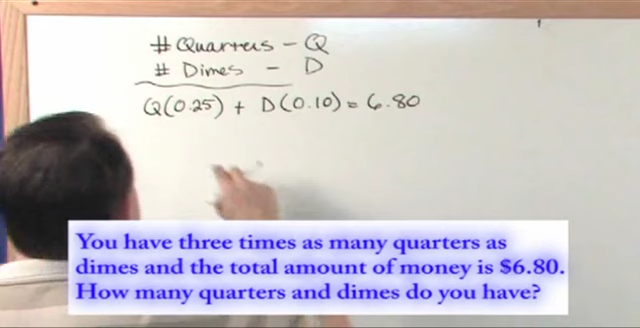 # Quarters - Q
# Dimes - D
Q(0.25) + D(0.10) = 6.80
You have three times as many quarters as
dimes and the total amount of money is $6.80.
How many quarters and dimes do you have?